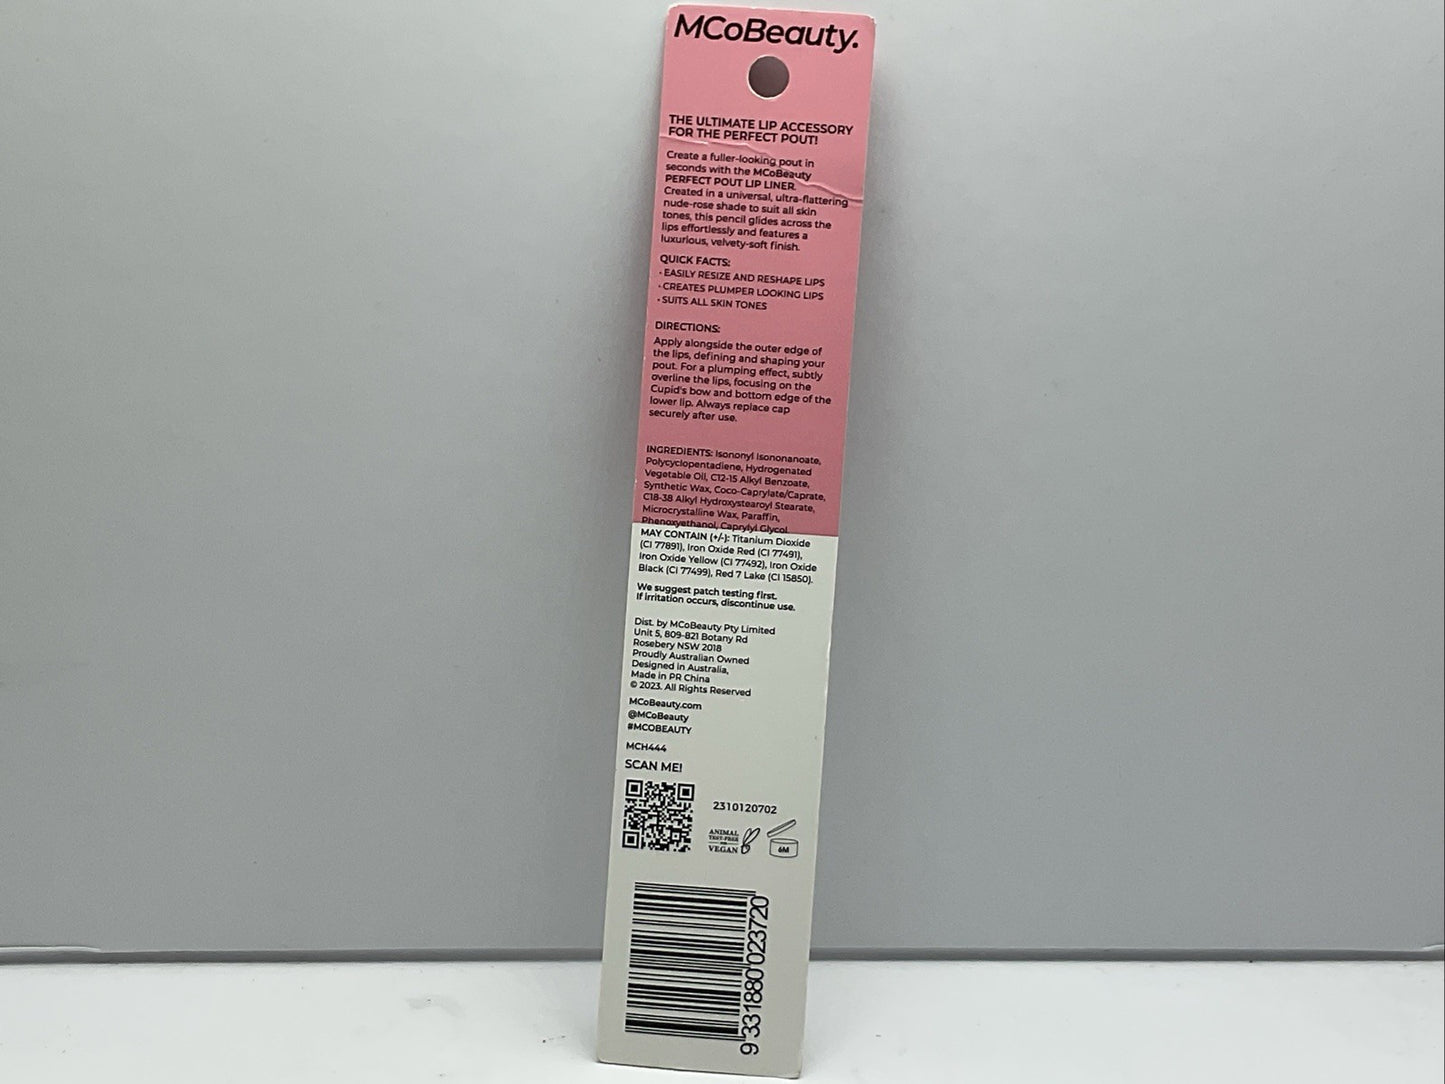 MCoBeauty.
THE ULTIMATE LIP ACCESSORY
FOR THE PERFECT POUT!
Create a fuller-looking pout in
seconds with the MCoBeauty
PERFECT POUT LIP LINER.
Created in a universal, ultra-flattering
nude-rose shade to suit all skin
tones, this pencil glides across the
lips effortlessly and features a
luxurious, velvety-soft finish.
QUICK FACTS:
• EASILY RESIZE AND RESHAPE LIPS
• CREATES PLUMPER LOOKING LIPS
• SUITS ALL SKIN TONES
DIRECTIONS:
Apply alongside the outer edge of
the lips, defining and shaping your
pout. For a plumping effect, subtly
overline the lips, focusing on the
Cupid's bow and bottom edge of the
lower lip. Always replace cap
securely after use.
INGREDIENTS: Isononyl Isononanoate,
Polycyclopentadiene, Hydrogenated
Vegetable Oil, C12-15 Alkyl Benzoate,
Synthetic Wax, Coco-Caprylate/Caprate,
C18-38 Alkyl Hydroxystearoyl Stearate,
Microcrystalline Wax, Paraffin,
Phenoxyethanol, Caprylyl Glycol.
MAY CONTAIN (+/-): Titanium Dioxide
(CI 77891), Iron Oxide Red (CI 77491),
Iron Oxide Yellow (CI 77492), Iron Oxide
Black (CI 77499), Red 7 Lake (CI 15850).
We suggest patch testing first.
If irritation occurs, discontinue use.
Dist. by MCoBeauty Pty Limited
Unit 5, 809-821 Botany Rd
Rosebery NSW 2018
Proudly Australian Owned
Designed in Australia,
Made in PR China
© 2023. All Rights Reserved
MCoBeauty.com
@MCoBeauty
#MCOBEAUTY
MCH444
SCAN ME!
2310120702
ANIMAL
TEST-FREE
VEGAN
6M
9 331880 023720